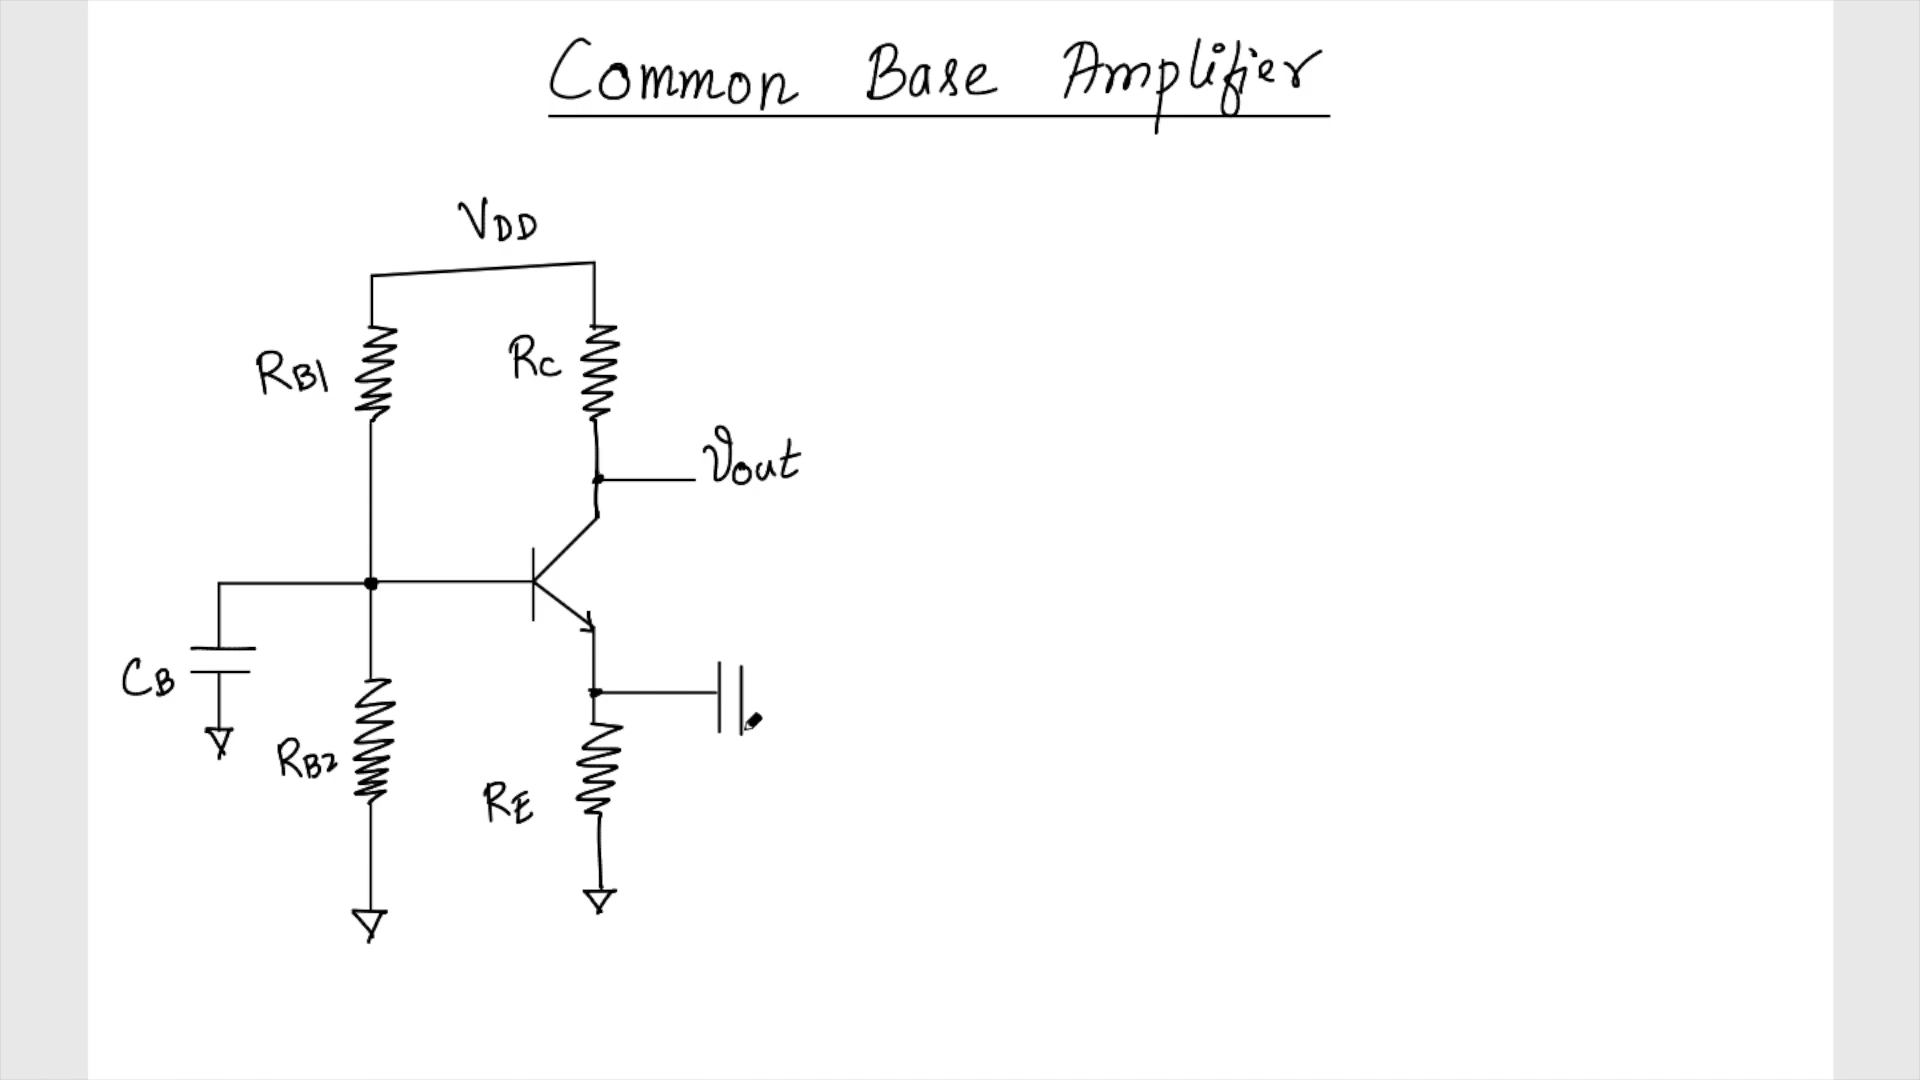 Common Base Amplifier
VDD
RB1
RC
Vout
CB
RB2
RE